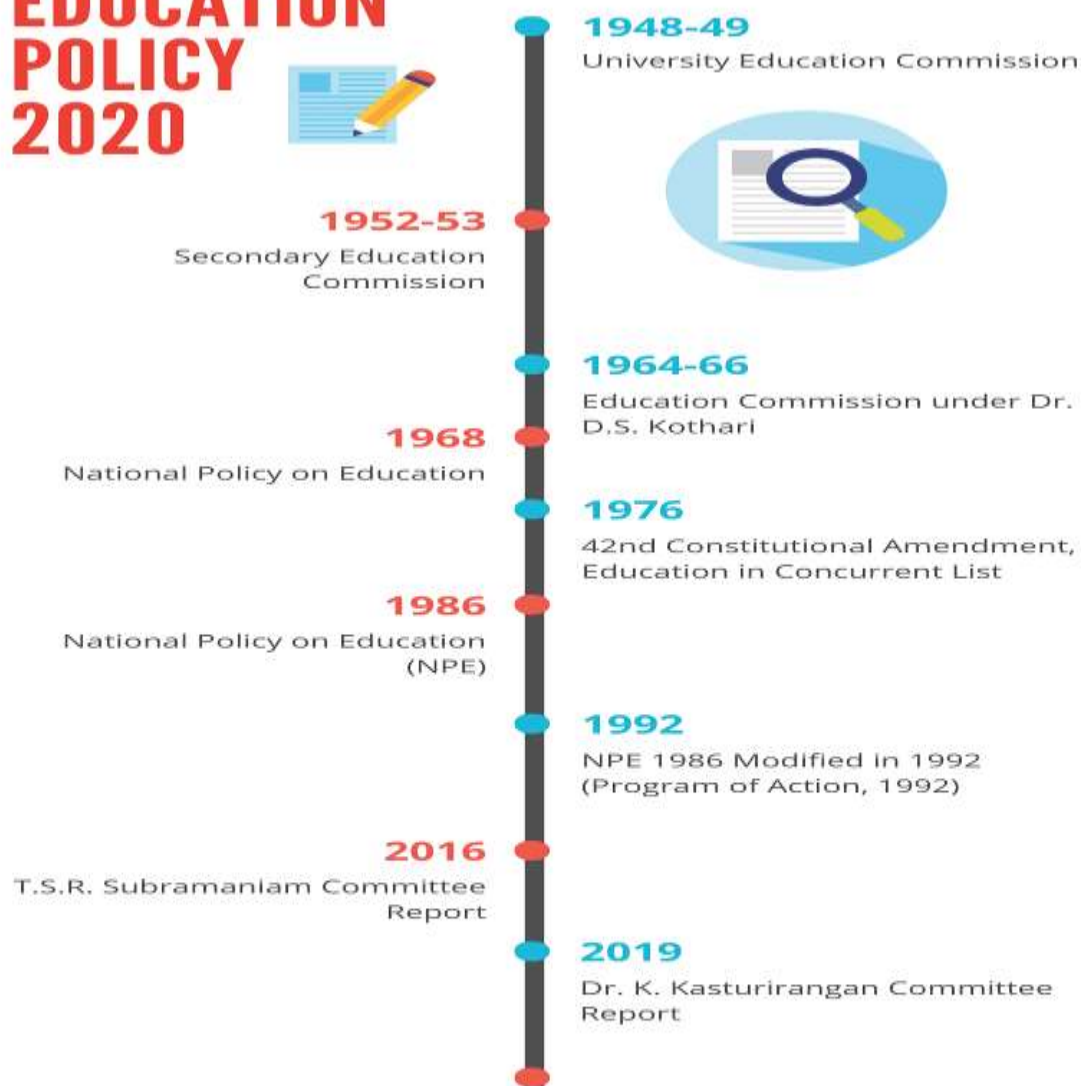 EDUCATION
POLICY
2020
1948-49
University Education Commission
1952-53
Secondary Education
Commission
1964-66
Education Commission under Dr.
D.S. Kothari
1968
National Policy on Education
1976
42nd Constitutional Amendment,
Education in Concurrent List
1986
National Policy on Education
(NPE)
1992
NPE 1986 Modified in 1992
(Program of Action, 1992)
2016
T.S.R. Subramaniam Committee
Report
2019
Dr. K. Kasturirangan Committee
Report